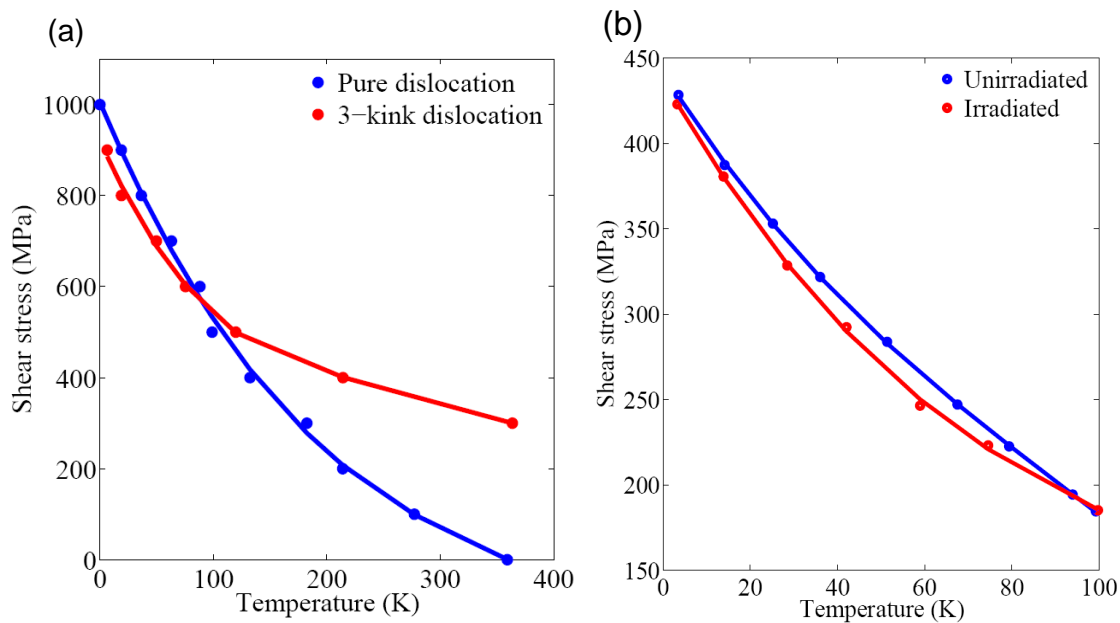 (a)
Pure dislocation
3−kink dislocation
1000
800
600
400
200
0
Shear stress (MPa)
0 100 200 300 400
Temperature (K)
(b)
Unirradiated
Irradiated
450
400
350
300
250
200
150
Shear stress (MPa)
0 20 40 60 80 100
Temperature (K)